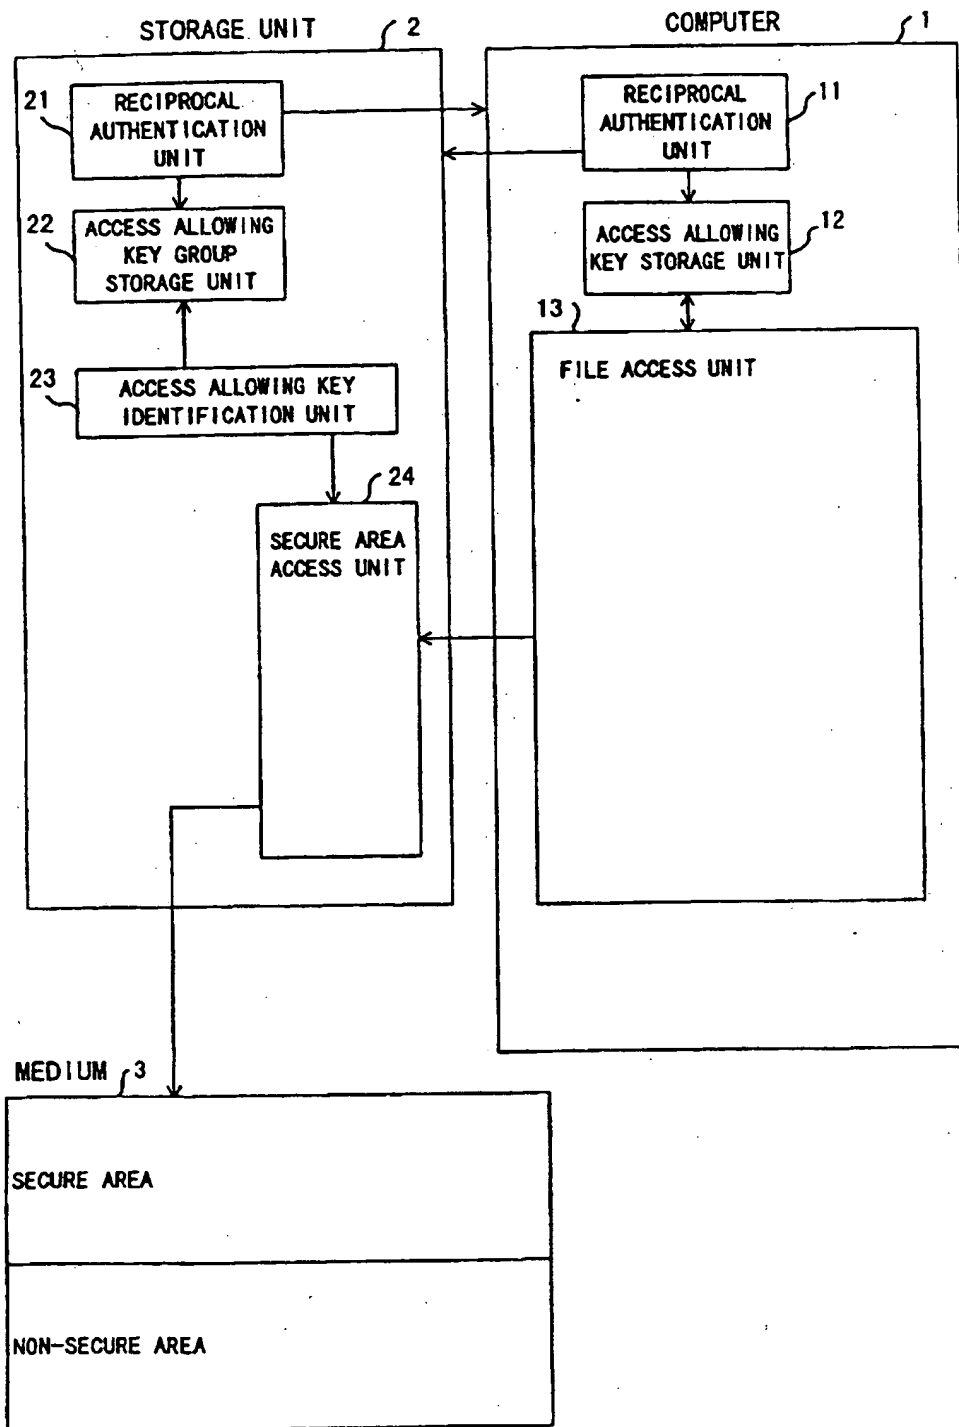 STORAGE UNIT
2
COMPUTER
1
21
RECIPROCAL
AUTHENTICATION
UNIT
RECIPROCAL
AUTHENTICATION
UNIT
11
22
ACCESS ALLOWING
KEY GROUP
STORAGE UNIT
ACCESS ALLOWING
KEY STORAGE UNIT
12
13
FILE ACCESS UNIT
23
ACCESS ALLOWING KEY
IDENTIFICATION UNIT
24
SECURE AREA
ACCESS UNIT
MEDIUM
3
SECURE AREA
NON-SECURE AREA